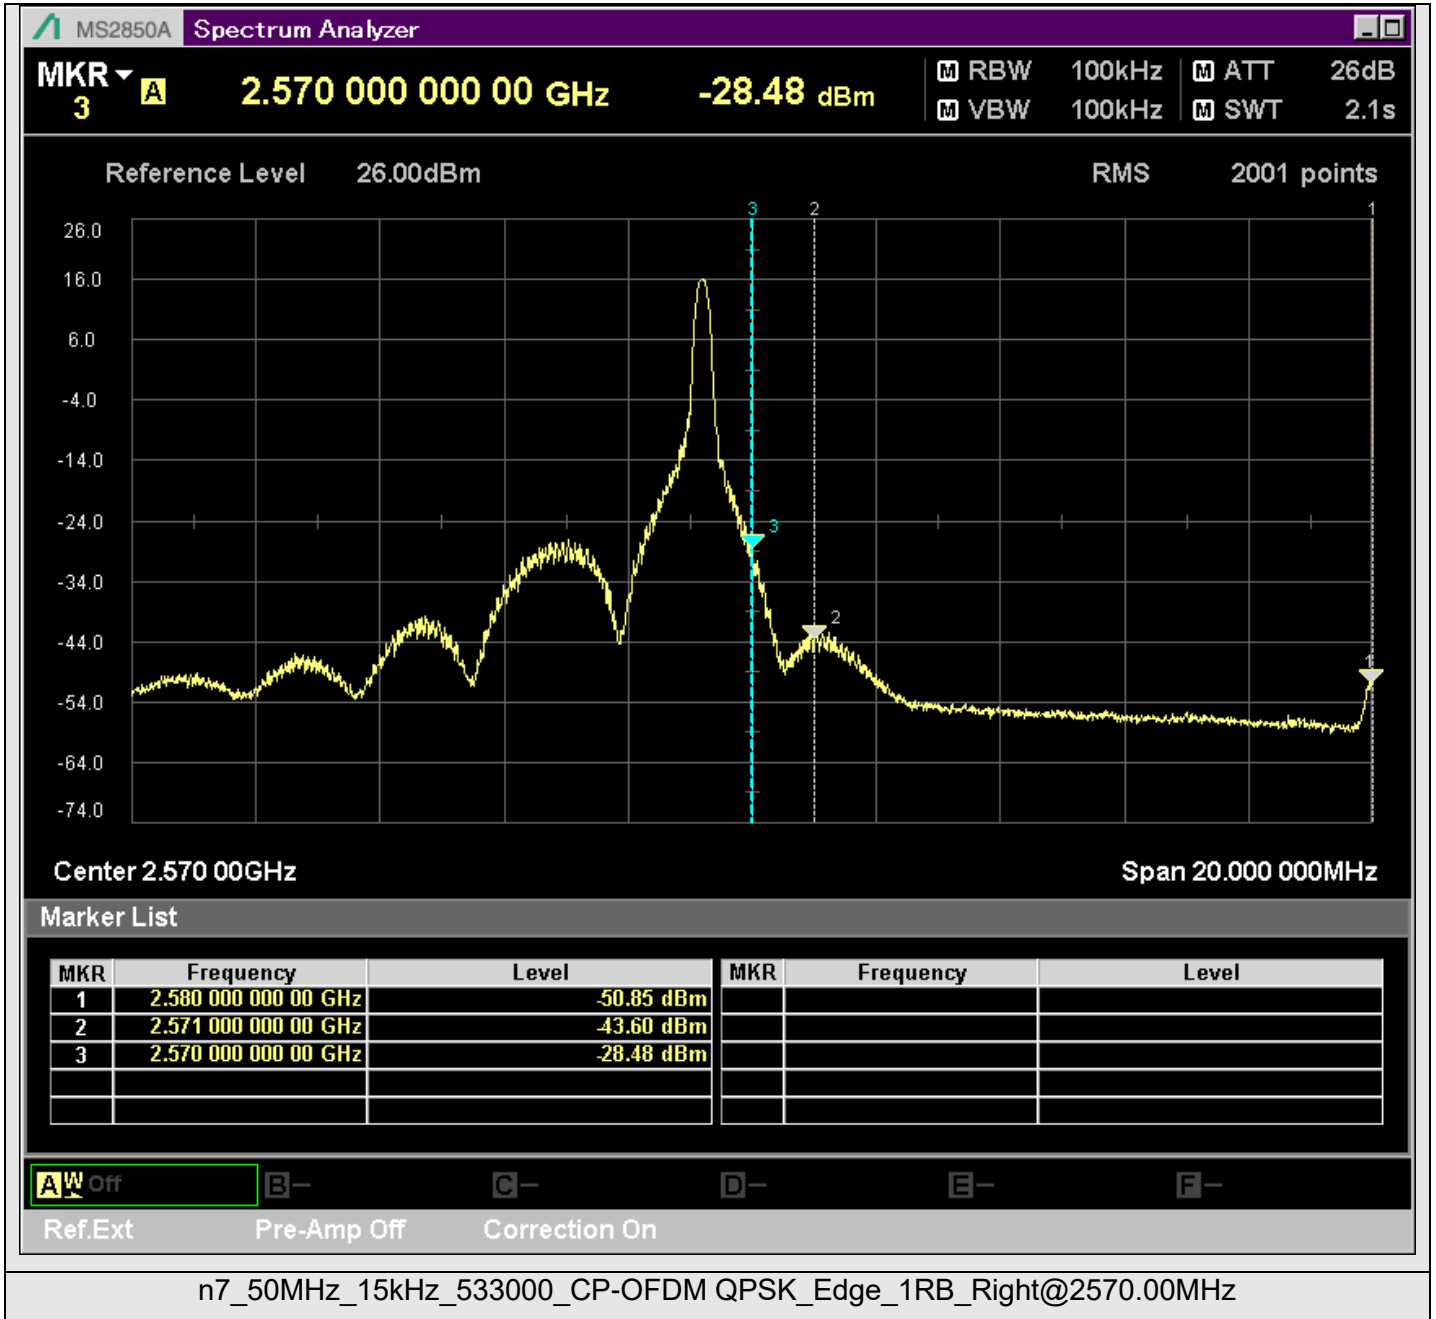 MS2850A Spectrum Analyzer
MKR 3 A 2.570 000 000 00 GHz -28.48 dBm
M RBW 100kHz M ATT 26dB
M VBW 100kHz M SWT 2.1s
Reference Level 26.00dBm RMS 2001 points
3 2 1
26.0
16.0
6.0
-4.0
-14.0
-24.0
3
-34.0
2
-44.0
1
-54.0
-64.0
-74.0
Center 2.570 00GHz Span 20.000 000MHz
Marker List
MKR Frequency Level MKR Frequency Level
1 2.580 000 000 00 GHz -50.85 dBm
2 2.571 000 000 00 GHz -43.60 dBm
3 2.570 000 000 00 GHz -28.48 dBm
A W Off B- C- D- E- F-
Ref.Ext Pre-Amp Off Correction On
n7_50MHz_15kHz_533000_CP-OFDM QPSK_Edge_1RB_Right@2570.00MHz